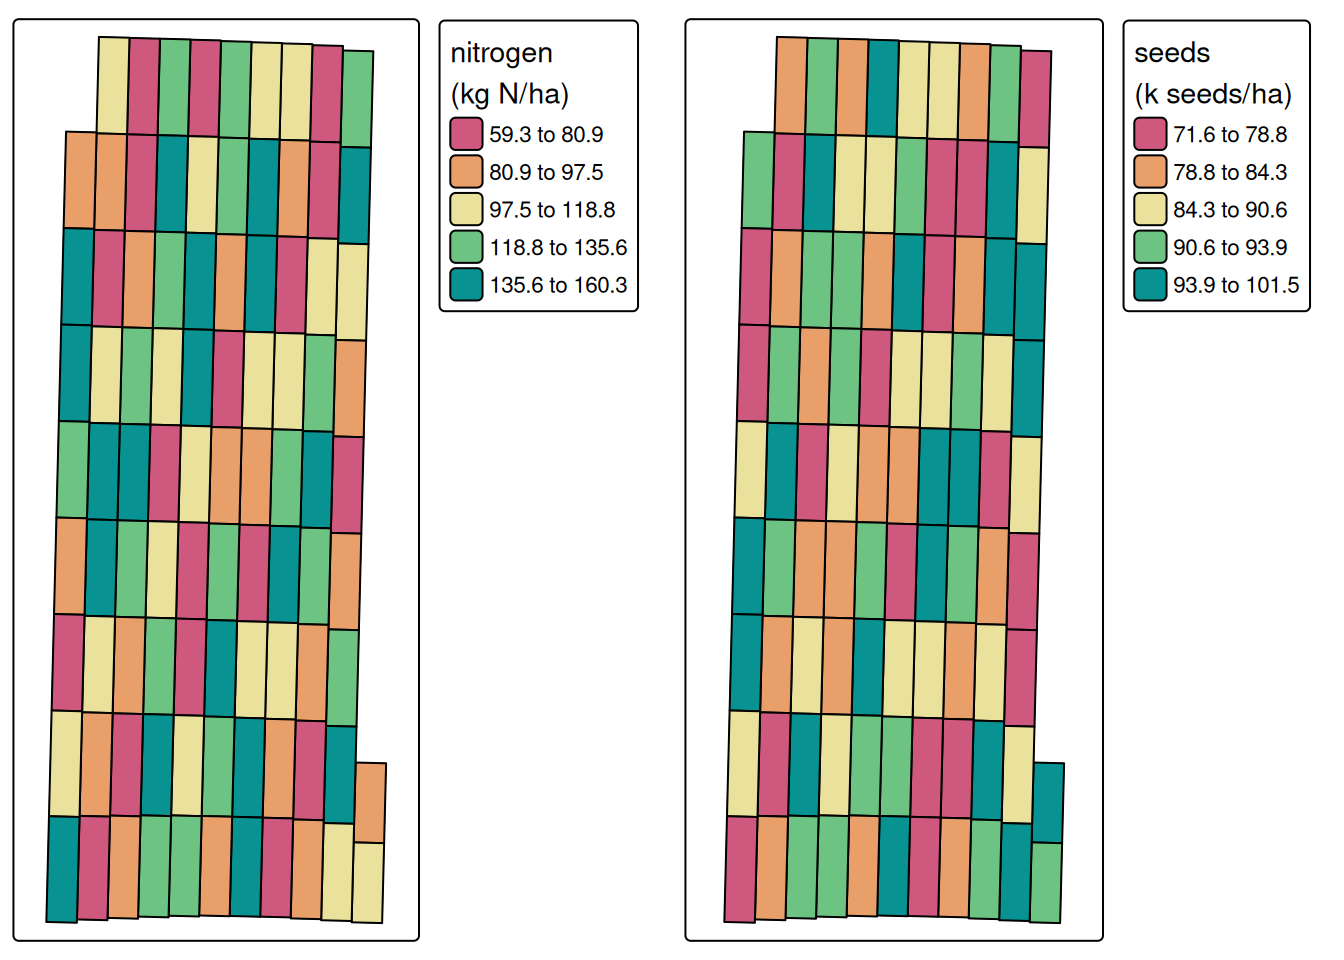 nitrogen
(kg N/ha)
59.3 to 80.9
80.9 to 97.5
97.5 to 118.8
118.8 to 135.6
135.6 to 160.3
seeds
(k seeds/ha)
71.6 to 78.8
78.8 to 84.3
84.3 to 90.6
90.6 to 93.9
93.9 to 101.5